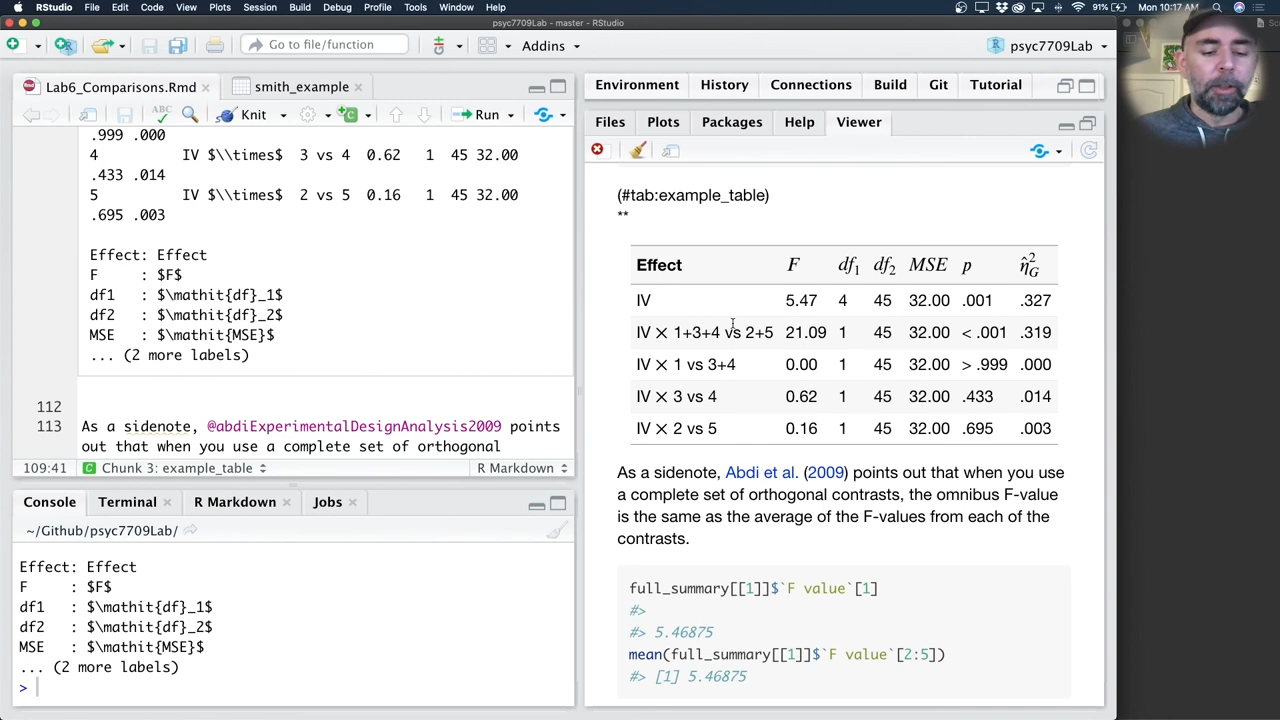 RStudio File Edit Code View Plots Session Build Debug Profile Tools Window Help 91% Mon 10:17 AM
psyc7709Lab - master - RStudio
Go to file/function Addins psyc7709Lab
Lab6_Comparisons.Rmd smith_example
ABC Knit Run
.999 .000
4 IV $\\times$ 3 vs 4 0.62 1 45 32.00
.433 .014
5 IV $\\times$ 2 vs 5 0.16 1 45 32.00
.695 .003
Effect: Effect
F : $F$
df1 : $\mathit{df}_1$
df2 : $\mathit{df}_2$
MSE : $\mathit{MSE}$
... (2 more labels)
112
113 As a sidenote, @abdiExperimentalDesignAnalysis2009 points
out that when you use a complete set of orthogonal
109:41 Chunk 3: example_table R Markdown
Console Terminal R Markdown Jobs
~/Github/psyc7709Lab/
Effect: Effect
F : $F$
df1 : $\mathit{df}_1$
df2 : $\mathit{df}_2$
MSE : $\mathit{MSE}$
... (2 more labels)
>
Environment History Connections Build Git Tutorial
Files Plots Packages Help Viewer
(#tab:example_table)
**
Effect F df1 df2 MSE p η̂²G
IV 5.47 4 45 32.00 .001 .327
IV × 1+3+4 vs 2+5 21.09 1 45 32.00 < .001 .319
IV × 1 vs 3+4 0.00 1 45 32.00 > .999 .000
IV × 3 vs 4 0.62 1 45 32.00 .433 .014
IV × 2 vs 5 0.16 1 45 32.00 .695 .003
As a sidenote, Abdi et al. (2009) points out that when you use
a complete set of orthogonal contrasts, the omnibus F-value
is the same as the average of the F-values from each of the
contrasts.
full_summary[[1]]$`F value`[1]
#>
#> 5.46875
mean(full_summary[[1]]$`F value`[2:5])
#> [1] 5.46875